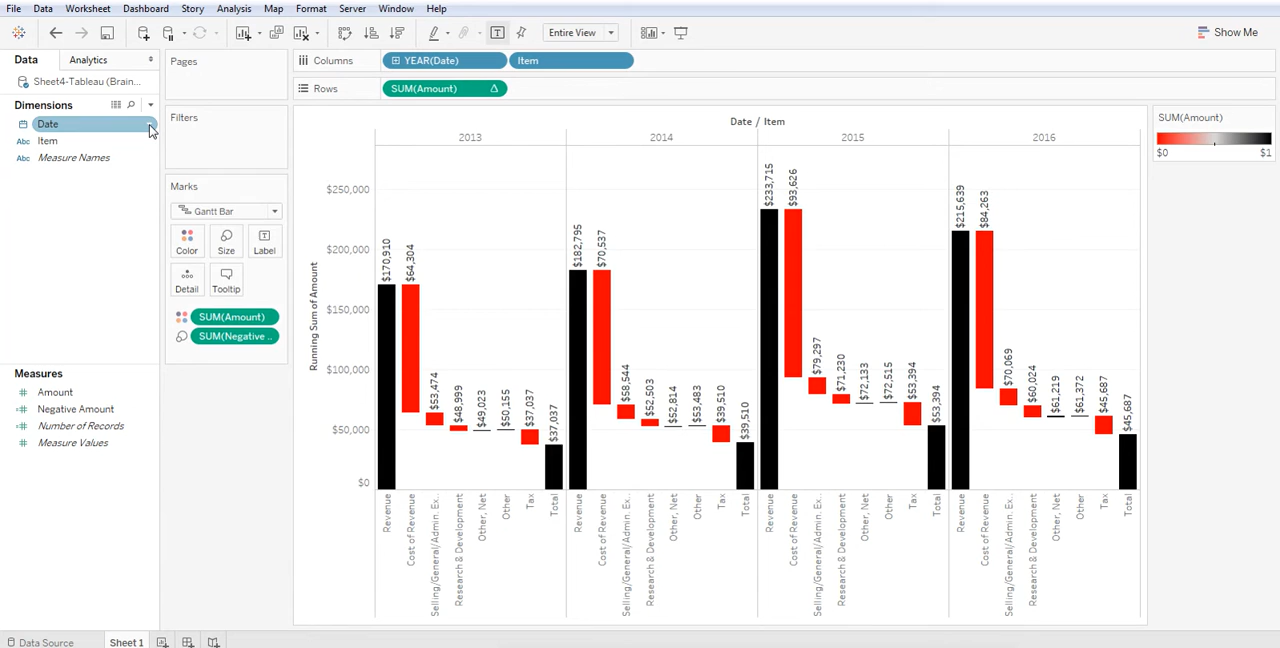 File Data Worksheet Dashboard Story Analysis Map Format Server Window Help
Entire View
Show Me
Data Analytics
Sheet4-Tableau (Brain...
Dimensions
Date
Abc Item
Abc Measure Names
Measures
Amount
Negative Amount
Number of Records
Measure Values
Pages
Filters
Marks
Gantt Bar
Color Size Label
Detail Tooltip
SUM(Amount)
SUM(Negative ..
Columns YEAR(Date) Item
Rows SUM(Amount) Δ
Date / Item
2013 2014 2015 2016
Running Sum of Amount
$250,000
$200,000
$150,000
$100,000
$50,000
$0
$170,910 $64,304 $53,474 $48,999 $49,023 $50,155 $37,037 $37,037
$182,795 $70,537 $58,544 $52,503 $52,814 $53,483 $39,510 $39,510
$233,715 $93,626 $79,297 $71,230 $72,133 $72,515 $53,394 $53,394
$215,639 $84,263 $70,069 $60,024 $61,219 $61,372 $45,687 $45,687
Revenue Cost of Revenue Selling/General/Admin. Ex.. Research & Development Other, Net Other Tax Total
Revenue Cost of Revenue Selling/General/Admin. Ex.. Research & Development Other, Net Other Tax Total
Revenue Cost of Revenue Selling/General/Admin. Ex.. Research & Development Other, Net Other Tax Total
Revenue Cost of Revenue Selling/General/Admin. Ex.. Research & Development Other, Net Other Tax Total
SUM(Amount)
$0 $1
Data Source Sheet 1